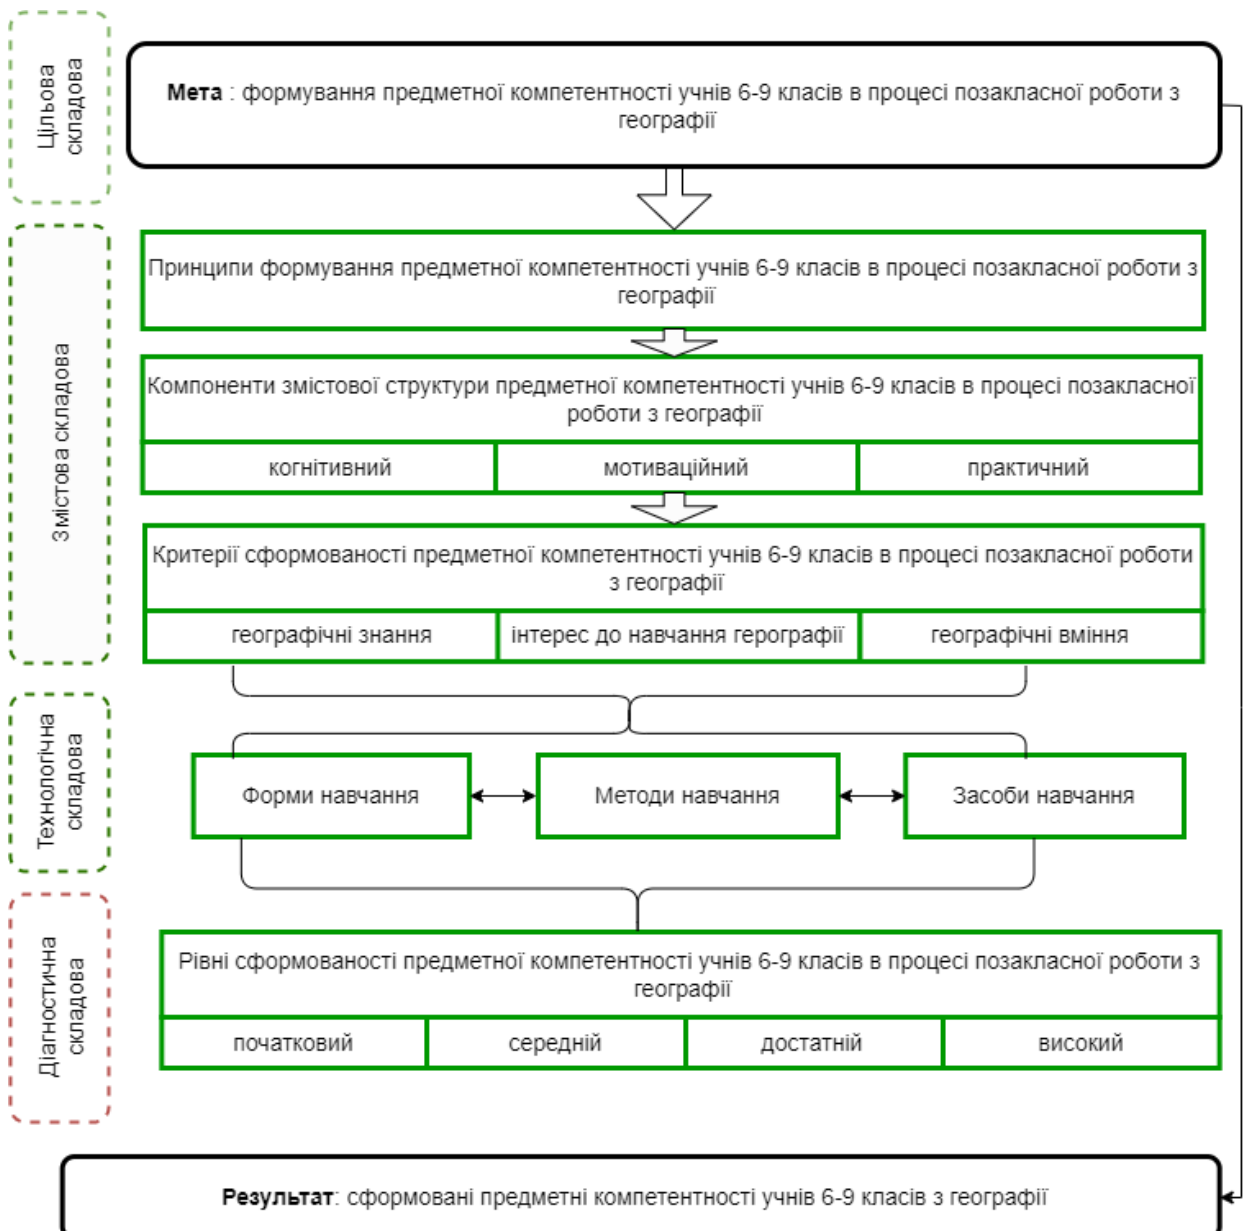 Цільова
складова
Мета : формування предметної компетентності учнів 6-9 класів в процесі позакласної роботи з
географії
Змістова складова
Принципи формування предметної компетентності учнів 6-9 класів в процесі позакласної роботи з
географії
Компоненти змістової структури предметної компетентності учнів 6-9 класів в процесі позакласної
роботи з географії
когнітивний
мотиваційний
практичний
Критерії сформованості предметної компетентності учнів 6-9 класів в процесі позакласної роботи
з географії
географічні знання
інтерес до навчання герографії
географічні вміння
Технологічна
складова
Форми навчання
Методи навчання
Засоби навчання
Діагностична
складова
Рівні сформованості предметної компетентності учнів 6-9 класів в процесі позакласної роботи з
географії
початковий
середній
достатній
високий
Результат: сформовані предметні компетентності учнів 6-9 класів з географії